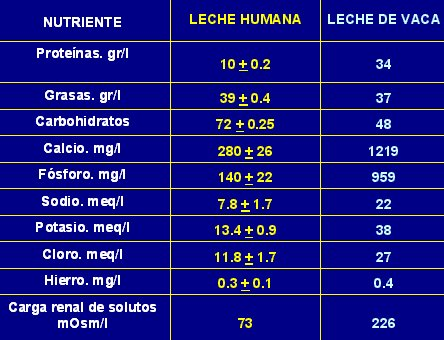 NUTRIENTE LECHE HUMANA LECHE DE VACA
Proteínas. gr/l 10 ± 0.2 34
Grasas. gr/l 39 ± 0.4 37
Carbohidratos 72 ± 0.25 48
Calcio. mg/l 280 ± 26 1219
Fósforo. mg/l 140 ± 22 959
Sodio. meq/l 7.8 ± 1.7 22
Potasio. meq/l 13.4 ± 0.9 38
Cloro. meq/l 11.8 ± 1.7 27
Hierro. mg/l 0.3 ± 0.1 0.4
Carga renal de solutos
mOsm/l 73 226